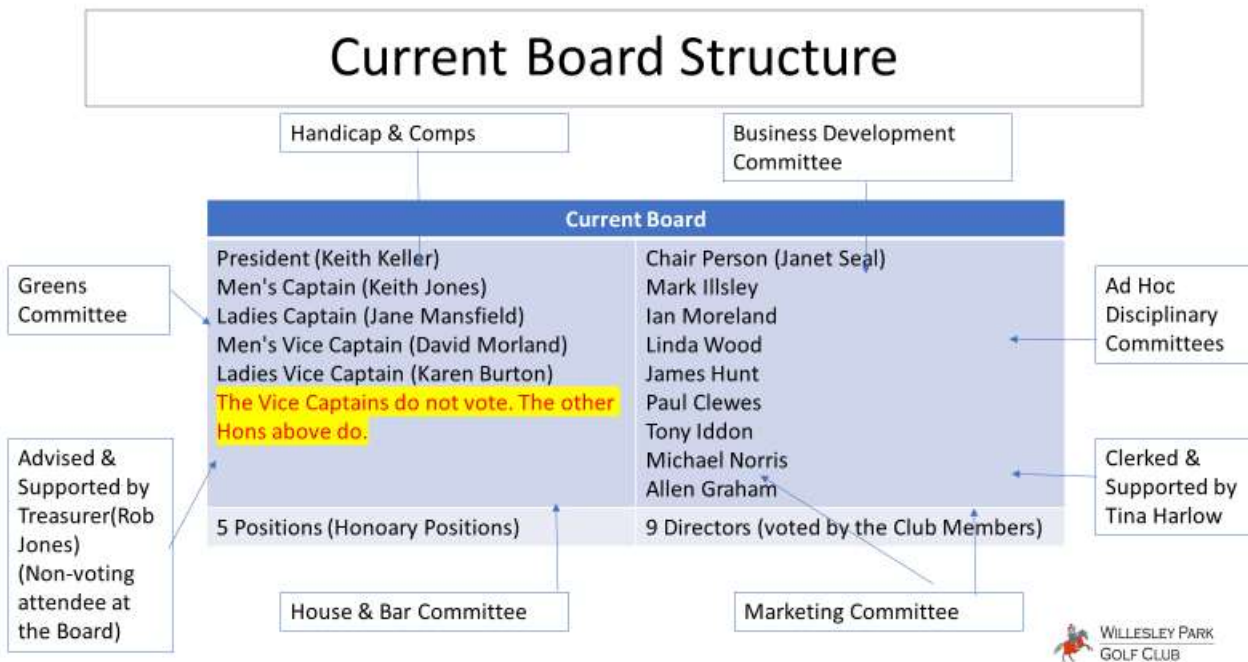 Current Board Structure
Handicap & Comps
Business Development
Committee
Current Board
President (Keith Keller)
Men's Captain (Keith Jones)
Ladies Captain (Jane Mansfield)
Men's Vice Captain (David Morland)
Ladies Vice Captain (Karen Burton)
The Vice Captains do not vote. The other
Hons above do.
Chair Person (Janet Seal)
Mark Illsley
Ian Moreland
Linda Wood
James Hunt
Paul Clewes
Tony Iddon
Michael Norris
Allen Graham
5 Positions (Honoary Positions)
9 Directors (voted by the Club Members)
Greens
Committee
Advised &
Supported by
Treasurer(Rob
Jones)
(Non-voting
attendee at
the Board)
Ad Hoc
Disciplinary
Committees
Clerked &
Supported by
Tina Harlow
House & Bar Committee
Marketing Committee
WILLESLEY PARK
GOLF CLUB